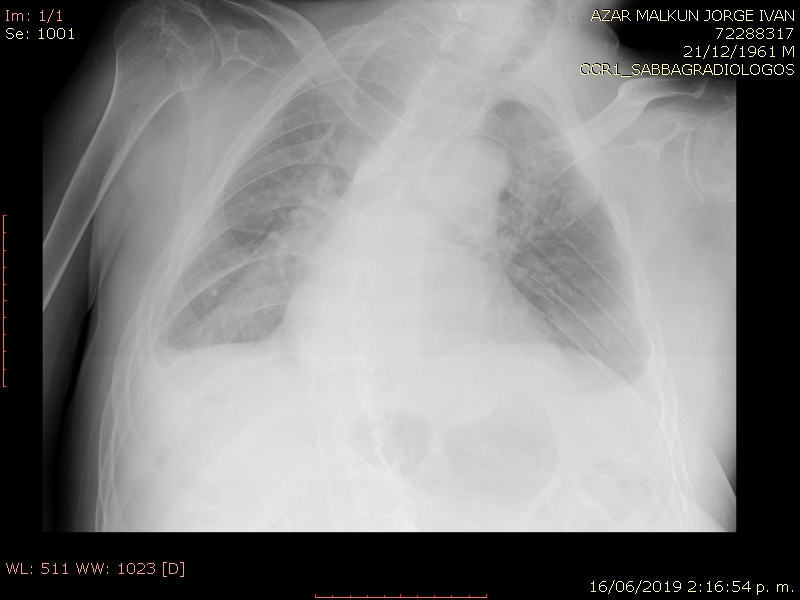 Im: 1/1
Se: 1001
AZAR MALKUN JORGE IVAN
72288317
21/12/1961 M
CCR1_SABBAGRADIOLOGOS
WL: 511 WW: 1023 [D]
16/06/2019 2:16:54 p. m.